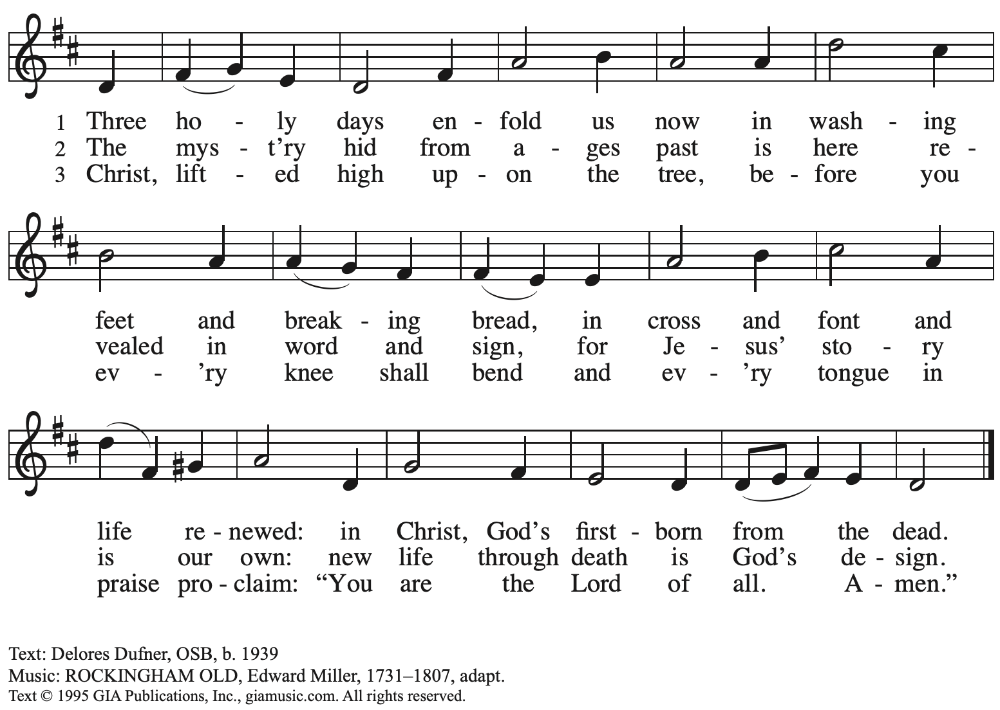 1 Three ho - ly days en - fold us now in wash - ing
2 The mys - t’ry hid from a - ges past is here re -
3 Christ, lift - ed high up - on the tree, be - fore you
feet and break - ing bread, in cross and font and
vealed in word and sign, for Je - sus’ sto - ry
ev - ’ry knee shall bend and ev - ’ry tongue in
life re - newed: in Christ, God’s first - born from the dead.
is our own: new life through death is God’s de - sign.
praise pro - claim: “You are the Lord of all. A - men.”
Text: Delores Dufner, OSB, b. 1939
Music: ROCKINGHAM OLD, Edward Miller, 1731–1807, adapt.
Text © 1995 GIA Publications, Inc., giamusic.com. All rights reserved.